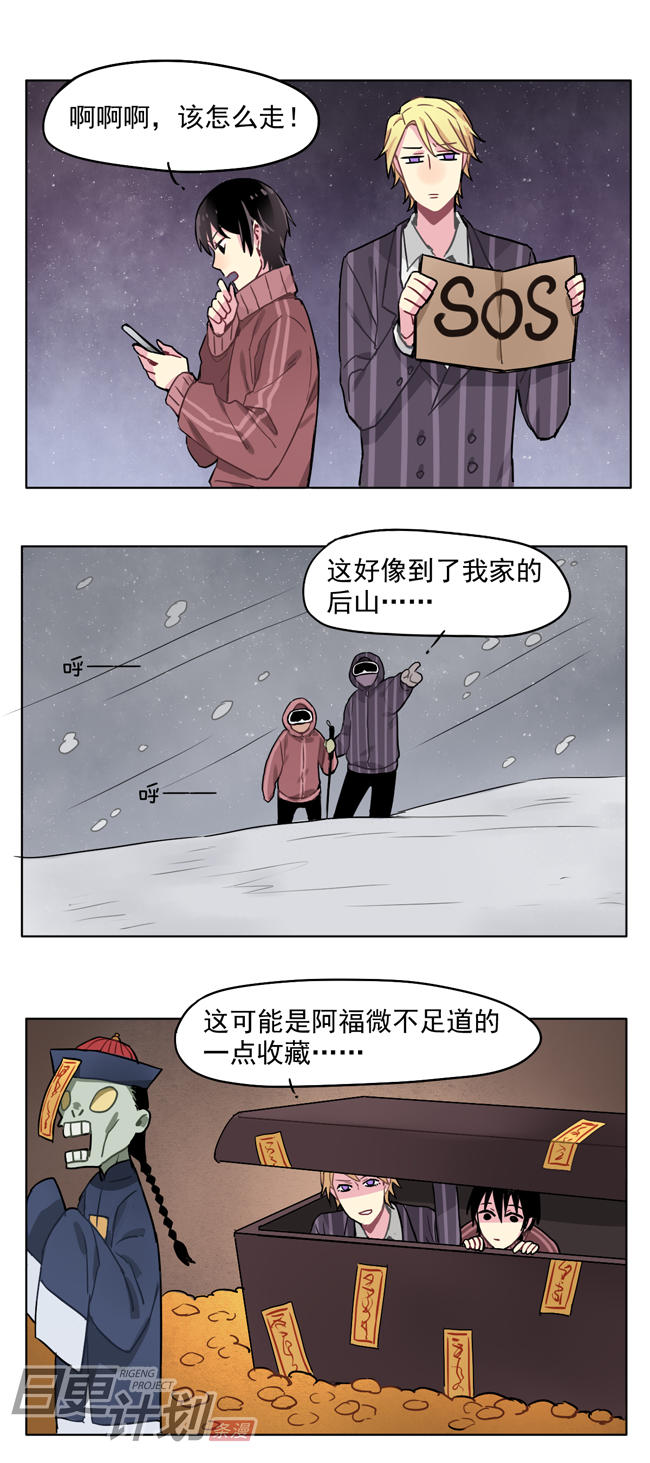 啊啊啊，该怎么走！
SOS
这好像到了我家的
后山……
呼——
呼——
这可能是阿福微不足道的
一点收藏……
日更计划
RIGENG
PROJECT
条漫